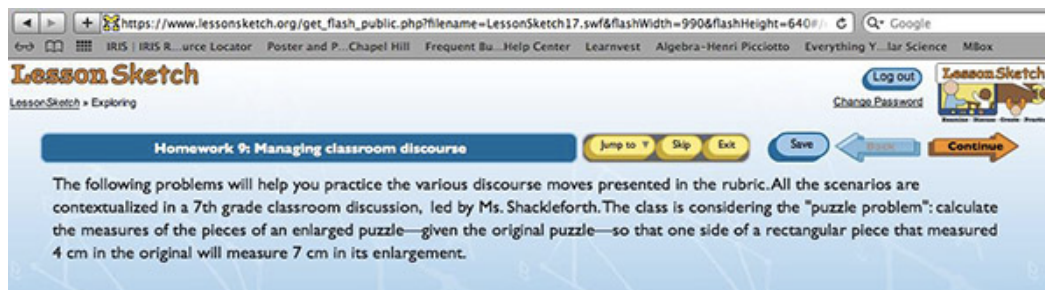 https://www.lessonsketch.org/get_flash_public.php?filename=LessonSketch17.swf&flashWidth=990&flashHeight=640#/ Google
IRIS | IRIS R...urce Locator Poster and P...Chapel Hill Frequent Bu...Help Center Learnvest Algebra-Henri Picciotto Everything Y...lar Science MBox
Lesson Sketch Log out LessonSketch
LessonSketch » Exploring Change Password
Homework 9: Managing classroom discourse Jump to Skip Exit Save Back Continue
The following problems will help you practice the various discourse moves presented in the rubric. All the scenarios are
contextualized in a 7th grade classroom discussion, led by Ms. Shackleforth. The class is considering the "puzzle problem": calculate
the measures of the pieces of an enlarged puzzle—given the original puzzle—so that one side of a rectangular piece that measured
4 cm in the original will measure 7 cm in its enlargement.